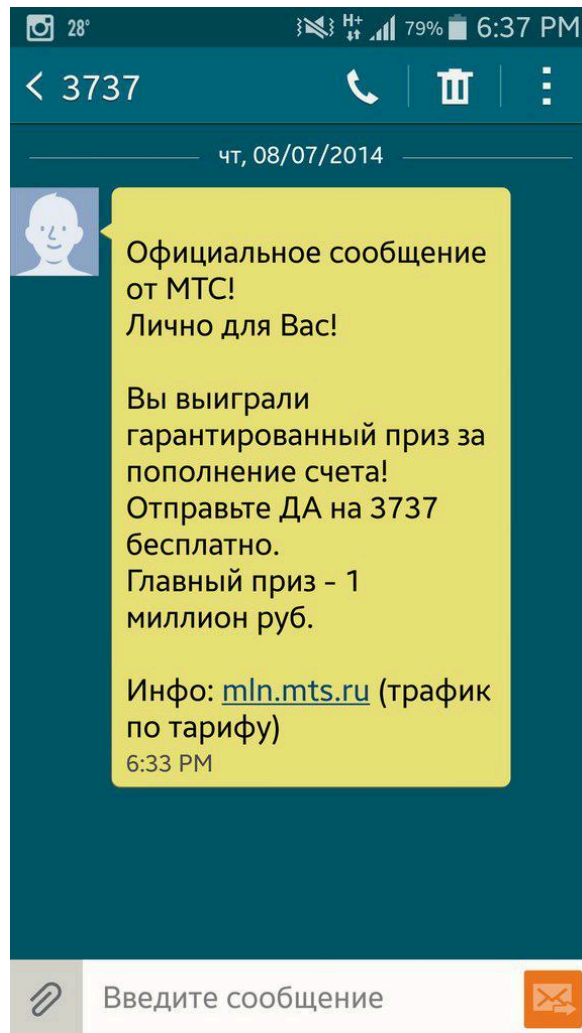 28° H+ 79% 6:37 PM
< 3737
чт, 08/07/2014
Официальное сообщение
от МТС!
Лично для Вас!
Вы выиграли
гарантированный приз за
пополнение счета!
Отправьте ДА на 3737
бесплатно.
Главный приз - 1
миллион руб.
Инфо: mln.mts.ru (трафик
по тарифу)
6:33 PM
Введите сообщение